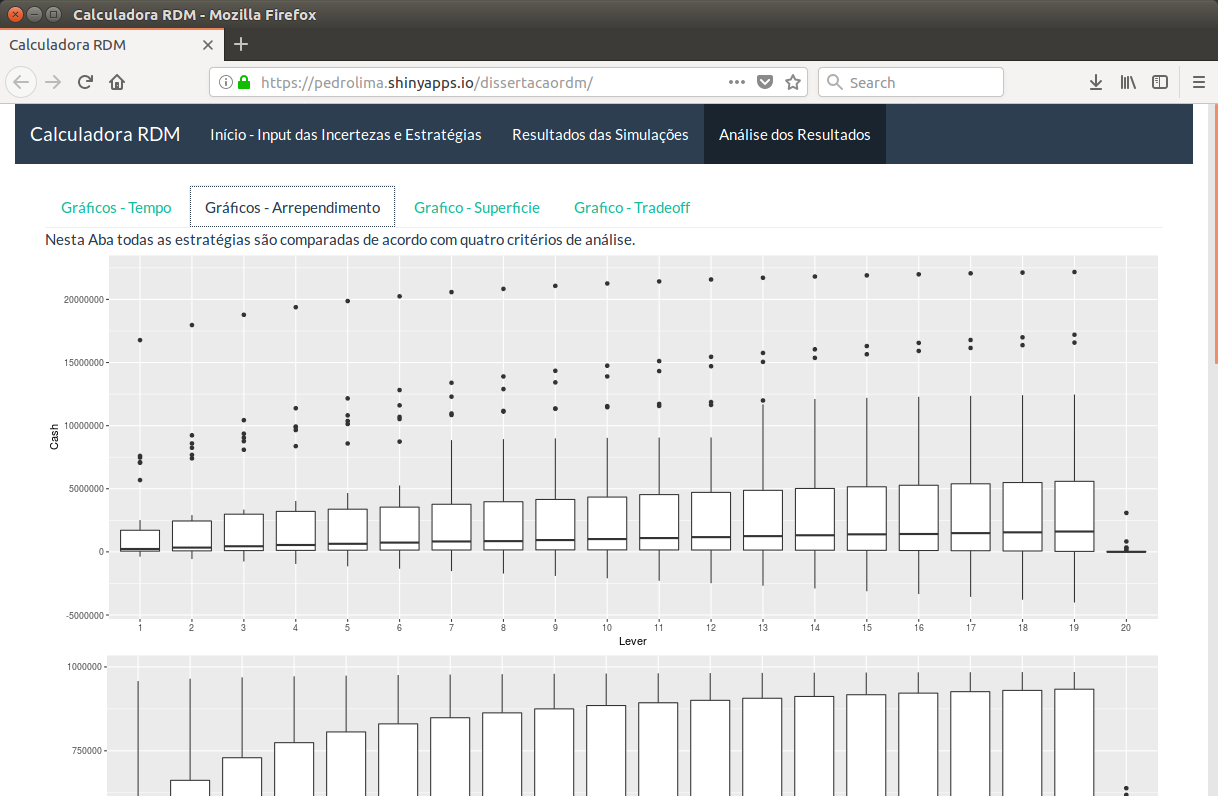 Calculadora RDM - Mozilla Firefox
Calculadora RDM
https://pedrolima.shinyapps.io/dissertacaordm/
Search
Calculadora RDM Início - Input das Incertezas e Estratégias Resultados das Simulações Análise dos Resultados
Gráficos - Tempo Gráficos - Arrependimento Grafico - Superficie Grafico - Tradeoff
Nesta Aba todas as estratégias são comparadas de acordo com quatro critérios de análise.
20000000
15000000
10000000
Cash
5000000
0
-5000000
1 2 3 4 5 6 7 8 9 10 11 12 13 14 15 16 17 18 19 20
Lever
1000000
750000